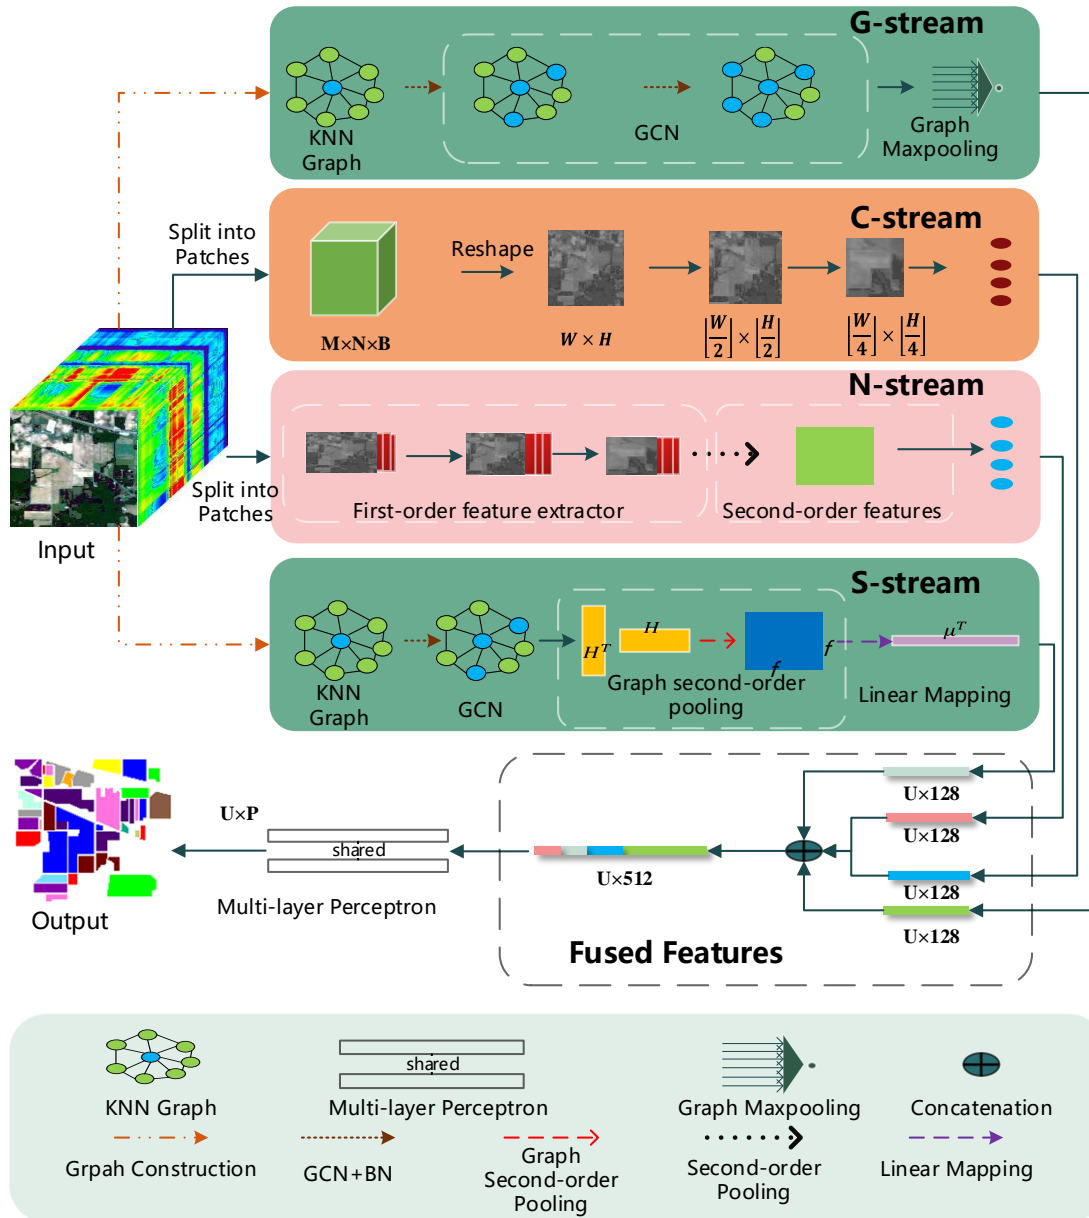 G-stream
KNN
Graph
GCN
Graph
Maxpooling
Split into
Patches
C-stream
Reshape
M×N×B
W × H
⌊W/2⌋ × ⌊H/2⌋
⌊W/4⌋ × ⌊H/4⌋
N-stream
Split into
Patches
First-order feature extractor
Second-order features
Input
S-stream
KNN
Graph
GCN
H^T
H
f
f
Graph second-order
pooling
μ^T
Linear Mapping
U×128
U×128
U×128
U×128
U×512
Fused Features
U×P
shared
Multi-layer Perceptron
Output
KNN Graph
shared
Multi-layer Perceptron
Graph Maxpooling
Concatenation
Grpah Construction
GCN+BN
Graph
Second-order
Pooling
Second-order
Pooling
Linear Mapping